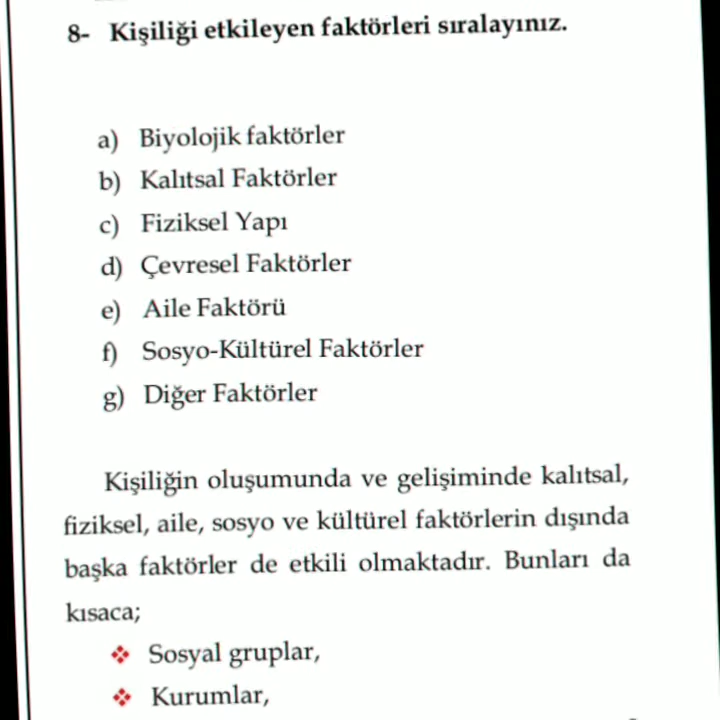 8- Kişiliği etkileyen faktörleri sıralayınız.
a) Biyolojik faktörler
b) Kalıtsal Faktörler
c) Fiziksel Yapı
d) Çevresel Faktörler
e) Aile Faktörü
f) Sosyo-Kültürel Faktörler
g) Diğer Faktörler
Kişiliğin oluşumunda ve gelişiminde kalıtsal,
fiziksel, aile, sosyo ve kültürel faktörlerin dışında
başka faktörler de etkili olmaktadır. Bunları da
kısaca;
❖ Sosyal gruplar,
❖ Kurumlar,